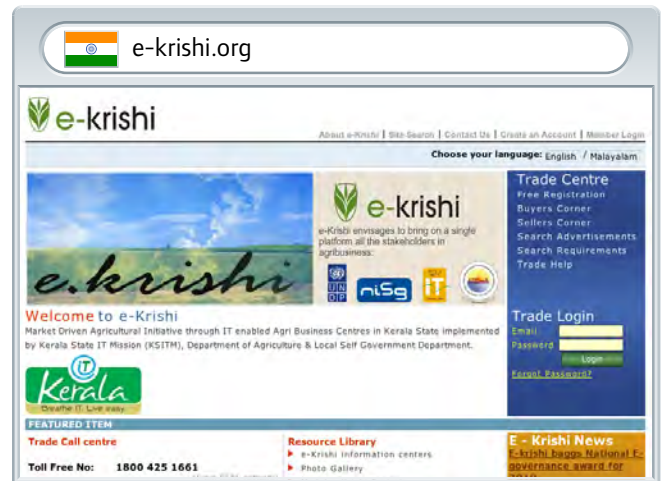 e-krishi.org
e-krishi
About e-Krishi | Site Search | Contact Us | Create an Account | Member Login
Choose your language: English / Malayalam
e.krishi
e-krishi
e-Krishi envisages to bring on a single
platform all the stakeholders in
agribusiness:
U N
D P
niSg
iT
Trade Centre
Free Registration
Buyers Corner
Sellers Corner
Search Advertisements
Search Requirements
Trade Help
Welcome to e-Krishi
Market Driven Agricultural Initiative through IT enabled Agri Business Centres in Kerala State implemented
by Kerala State IT Mission (KSITM), Department of Agriculture & Local Self Government Department.
Trade Login
Email
Password
Login
Forgot Password?
iT
Kerala
Breathe IT. Live easy.
FEATURED ITEM
Trade Call centre
Toll Free No: 1800 425 1661
Resource Library
e-Krishi information centers
Photo Gallery
E - Krishi News
E-krishi baggs National E-
governance award for